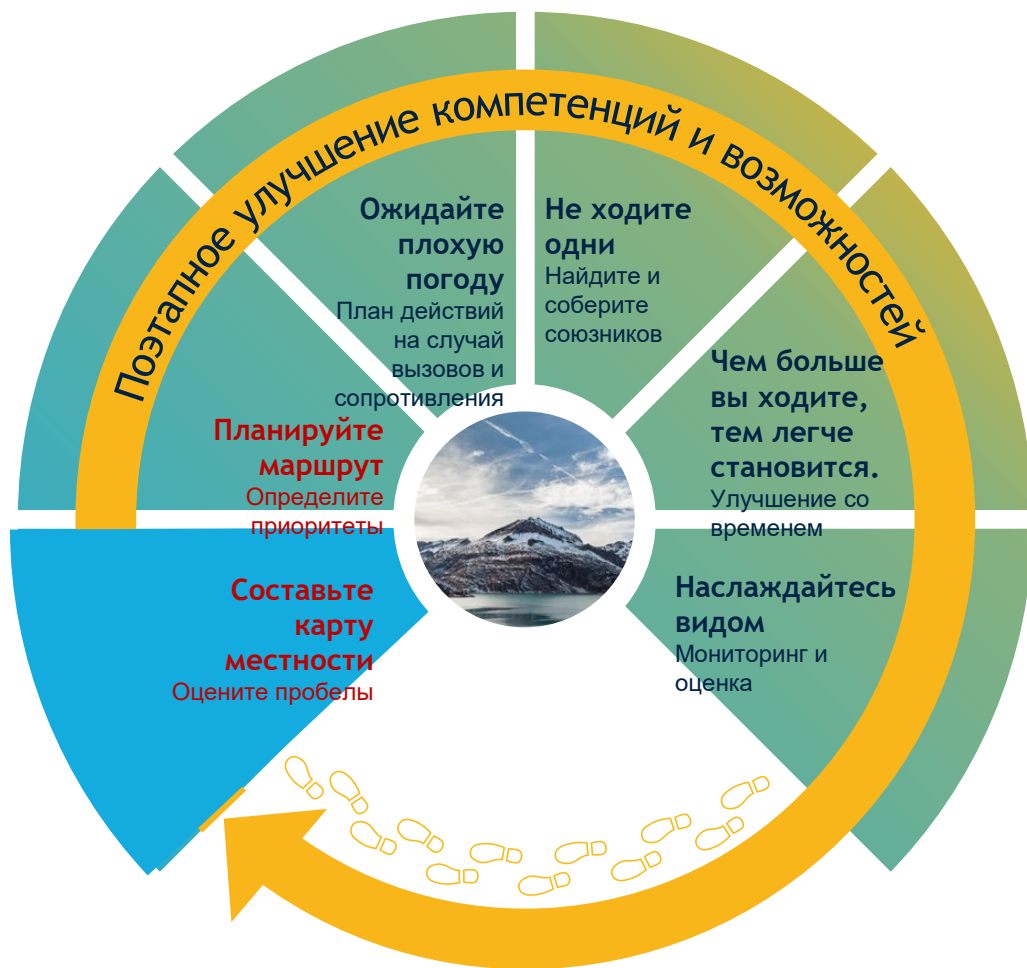 Поэтапное улучшение компетенций и возможностей
Составьте
карту
местности
Оцените пробелы
Планируйте
маршрут
Определите
приоритеты
Ожидайте
плохую
погоду
План действий
на случай
вызовов и
сопротивления
Не ходите
одни
Найдите и
соберите
союзников
Чем больше
вы ходите,
тем легче
становится.
Улучшение со
временем
Наслаждайтесь
видом
Мониторинг и
оценка